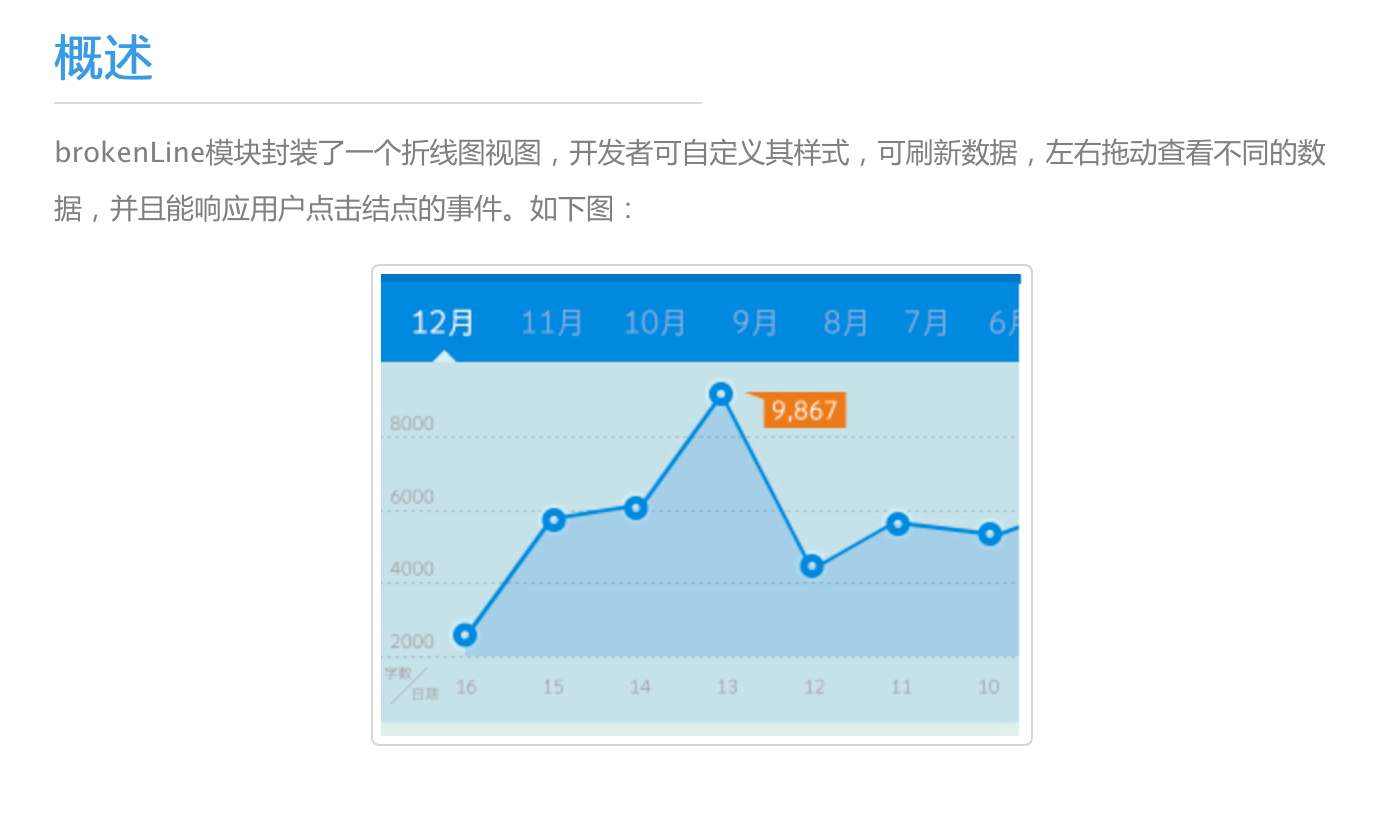 概述
brokenLine模块封装了一个折线图视图，开发者可自定义其样式，可刷新数据，左右拖动查看不同的数
据，并且能响应用户点击结点的事件。如下图：
12月 11月 10月 9月 8月 7月 6月
9,867
8000
6000
4000
2000
字数
日期 16 15 14 13 12 11 10